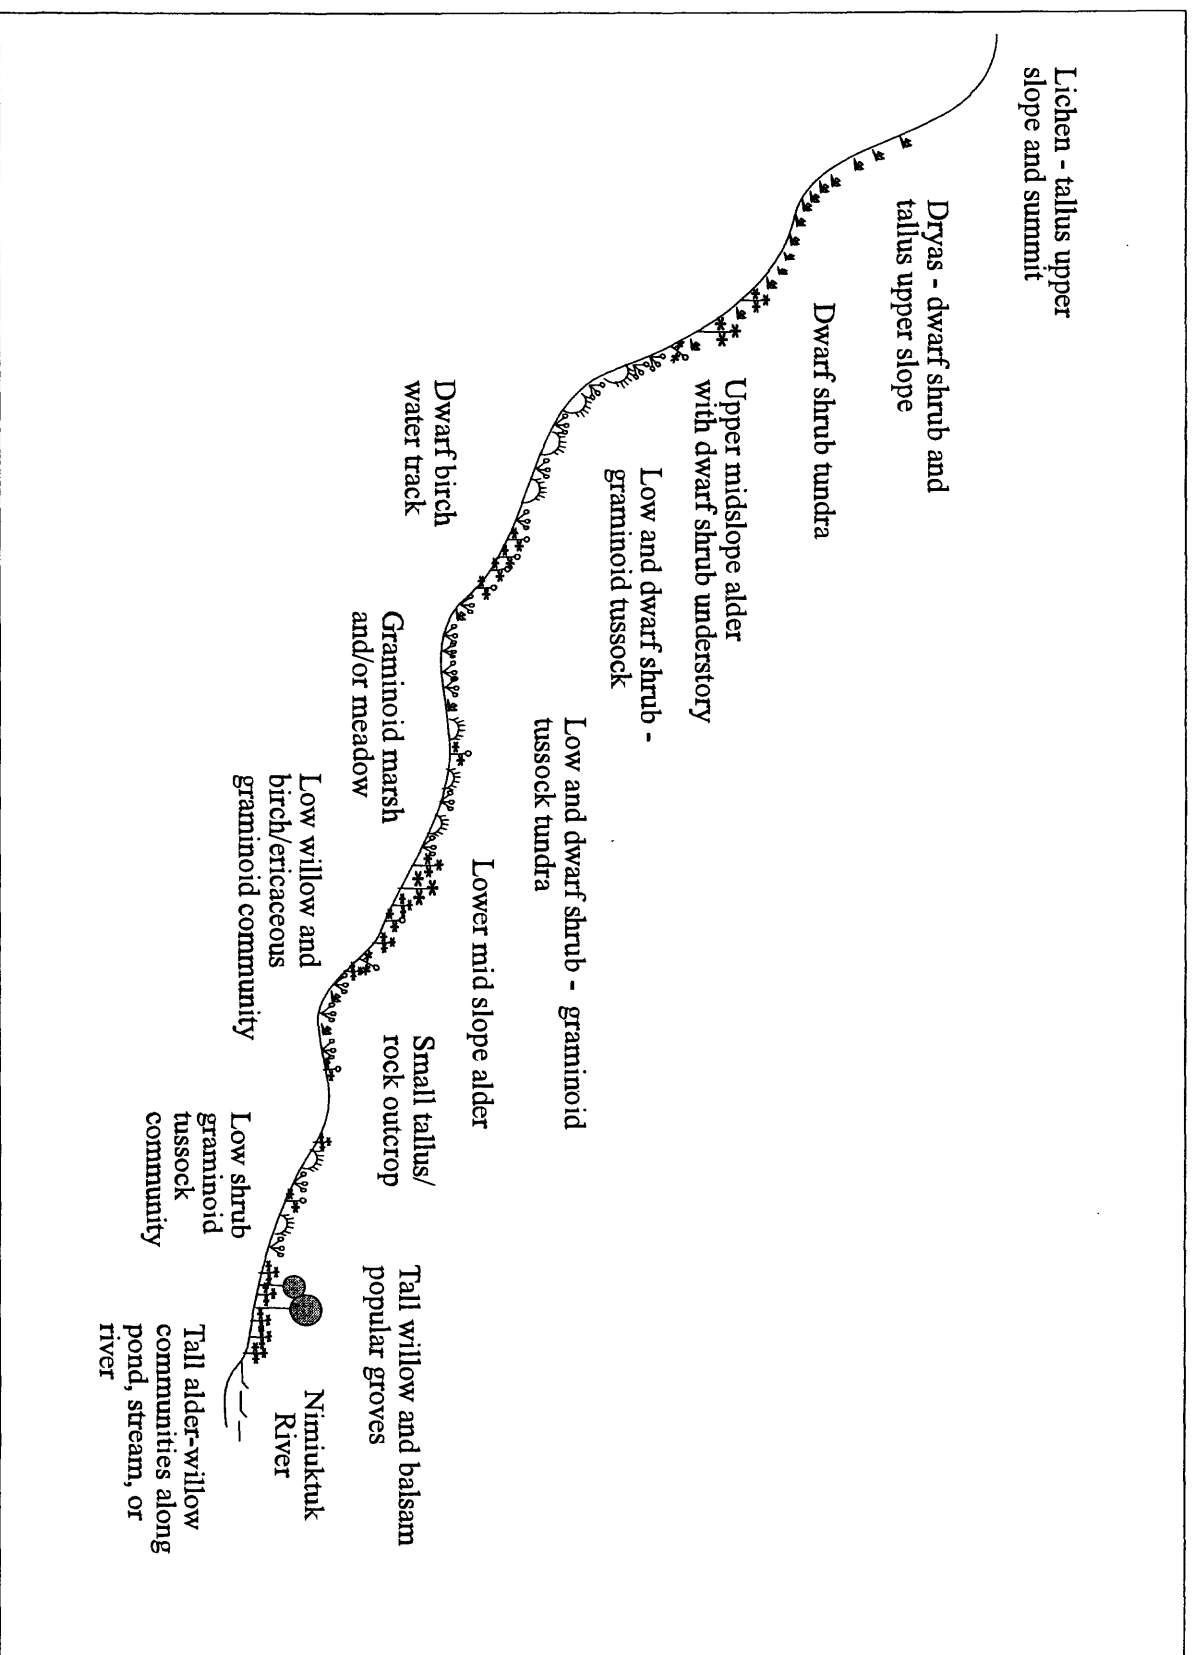 Lichen - tallus upper
slope and summit
Dryas - dwarf shrub and
tallus upper slope
Dwarf shrub tundra
Upper midslope alder
with dwarf shrub understory
Low and dwarf shrub -
graminoid tussock
Dwarf birch
water track
Low and dwarf shrub - graminoid
tussock tundra
Graminoid marsh
and/or meadow
Lower mid slope alder
Low willow and
birch/ericaceous
graminoid community
Small tallus/
rock outcrop
Low shrub
graminoid
tussock
community
Tall willow and balsam
popular groves
Nimiuktuk
River
Tall alder-willow
communities along
pond, stream, or
river